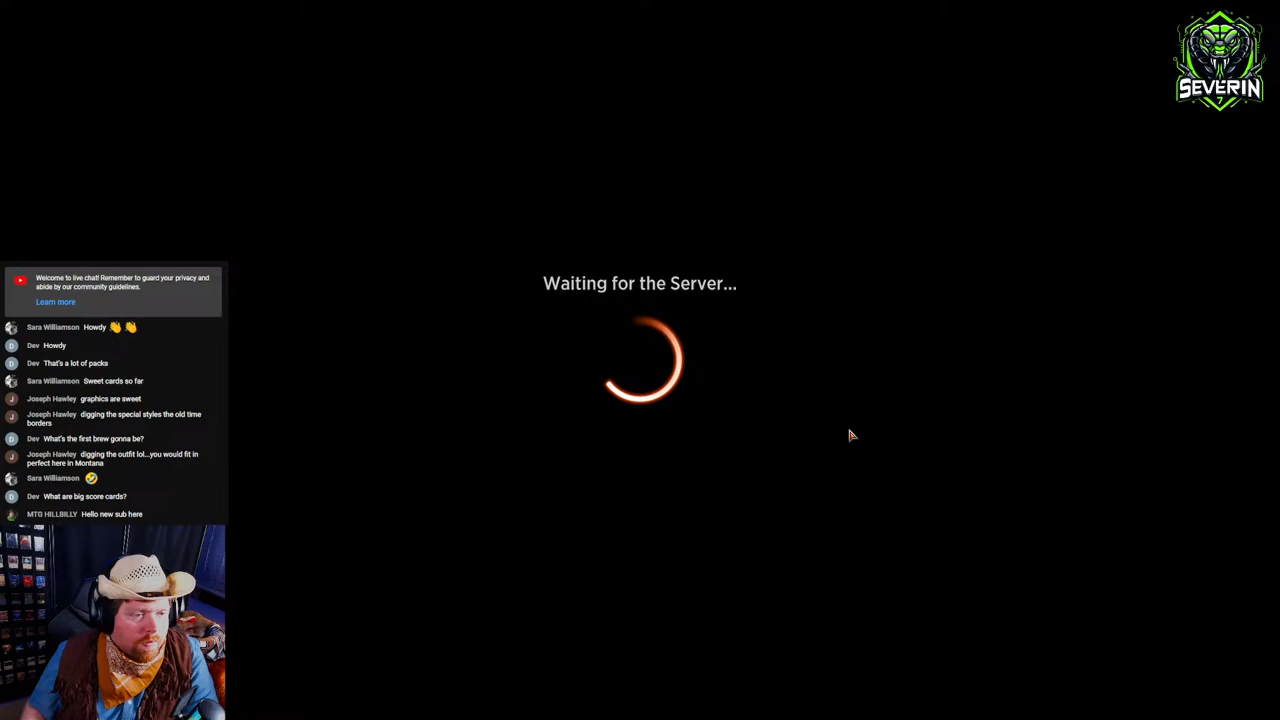 SEVERIN
7
Waiting for the Server...
Welcome to live chat! Remember to guard your privacy and
abide by our community guidelines.
Learn more
Sara Williamson Howdy 👏 👏
D Dev Howdy
D Dev That's a lot of packs
Sara Williamson Sweet cards so far
J Joseph Hawley graphics are sweet
J Joseph Hawley digging the special styles the old time
borders
D Dev What's the first brew gonna be?
J Joseph Hawley digging the outfit lol...you would fit in
perfect here in Montana
Sara Williamson 🤣
D Dev What are big score cards?
MTG HILLBILLY Hello new sub here